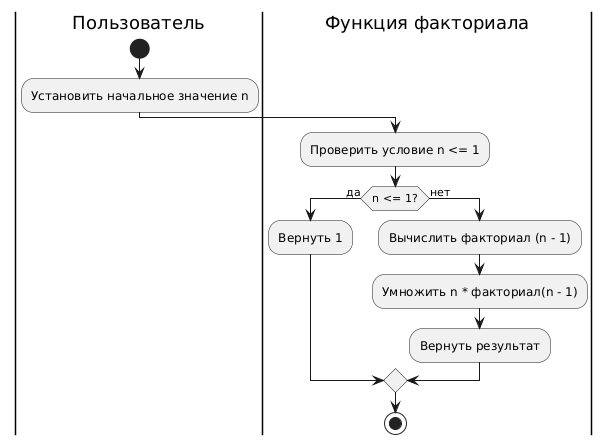 Пользователь
Функция факториала
Установить начальное значение n
Проверить условие n <= 1
да
n <= 1?
нет
Вернуть 1
Вычислить факториал (n - 1)
Умножить n * факториал(n - 1)
Вернуть результат